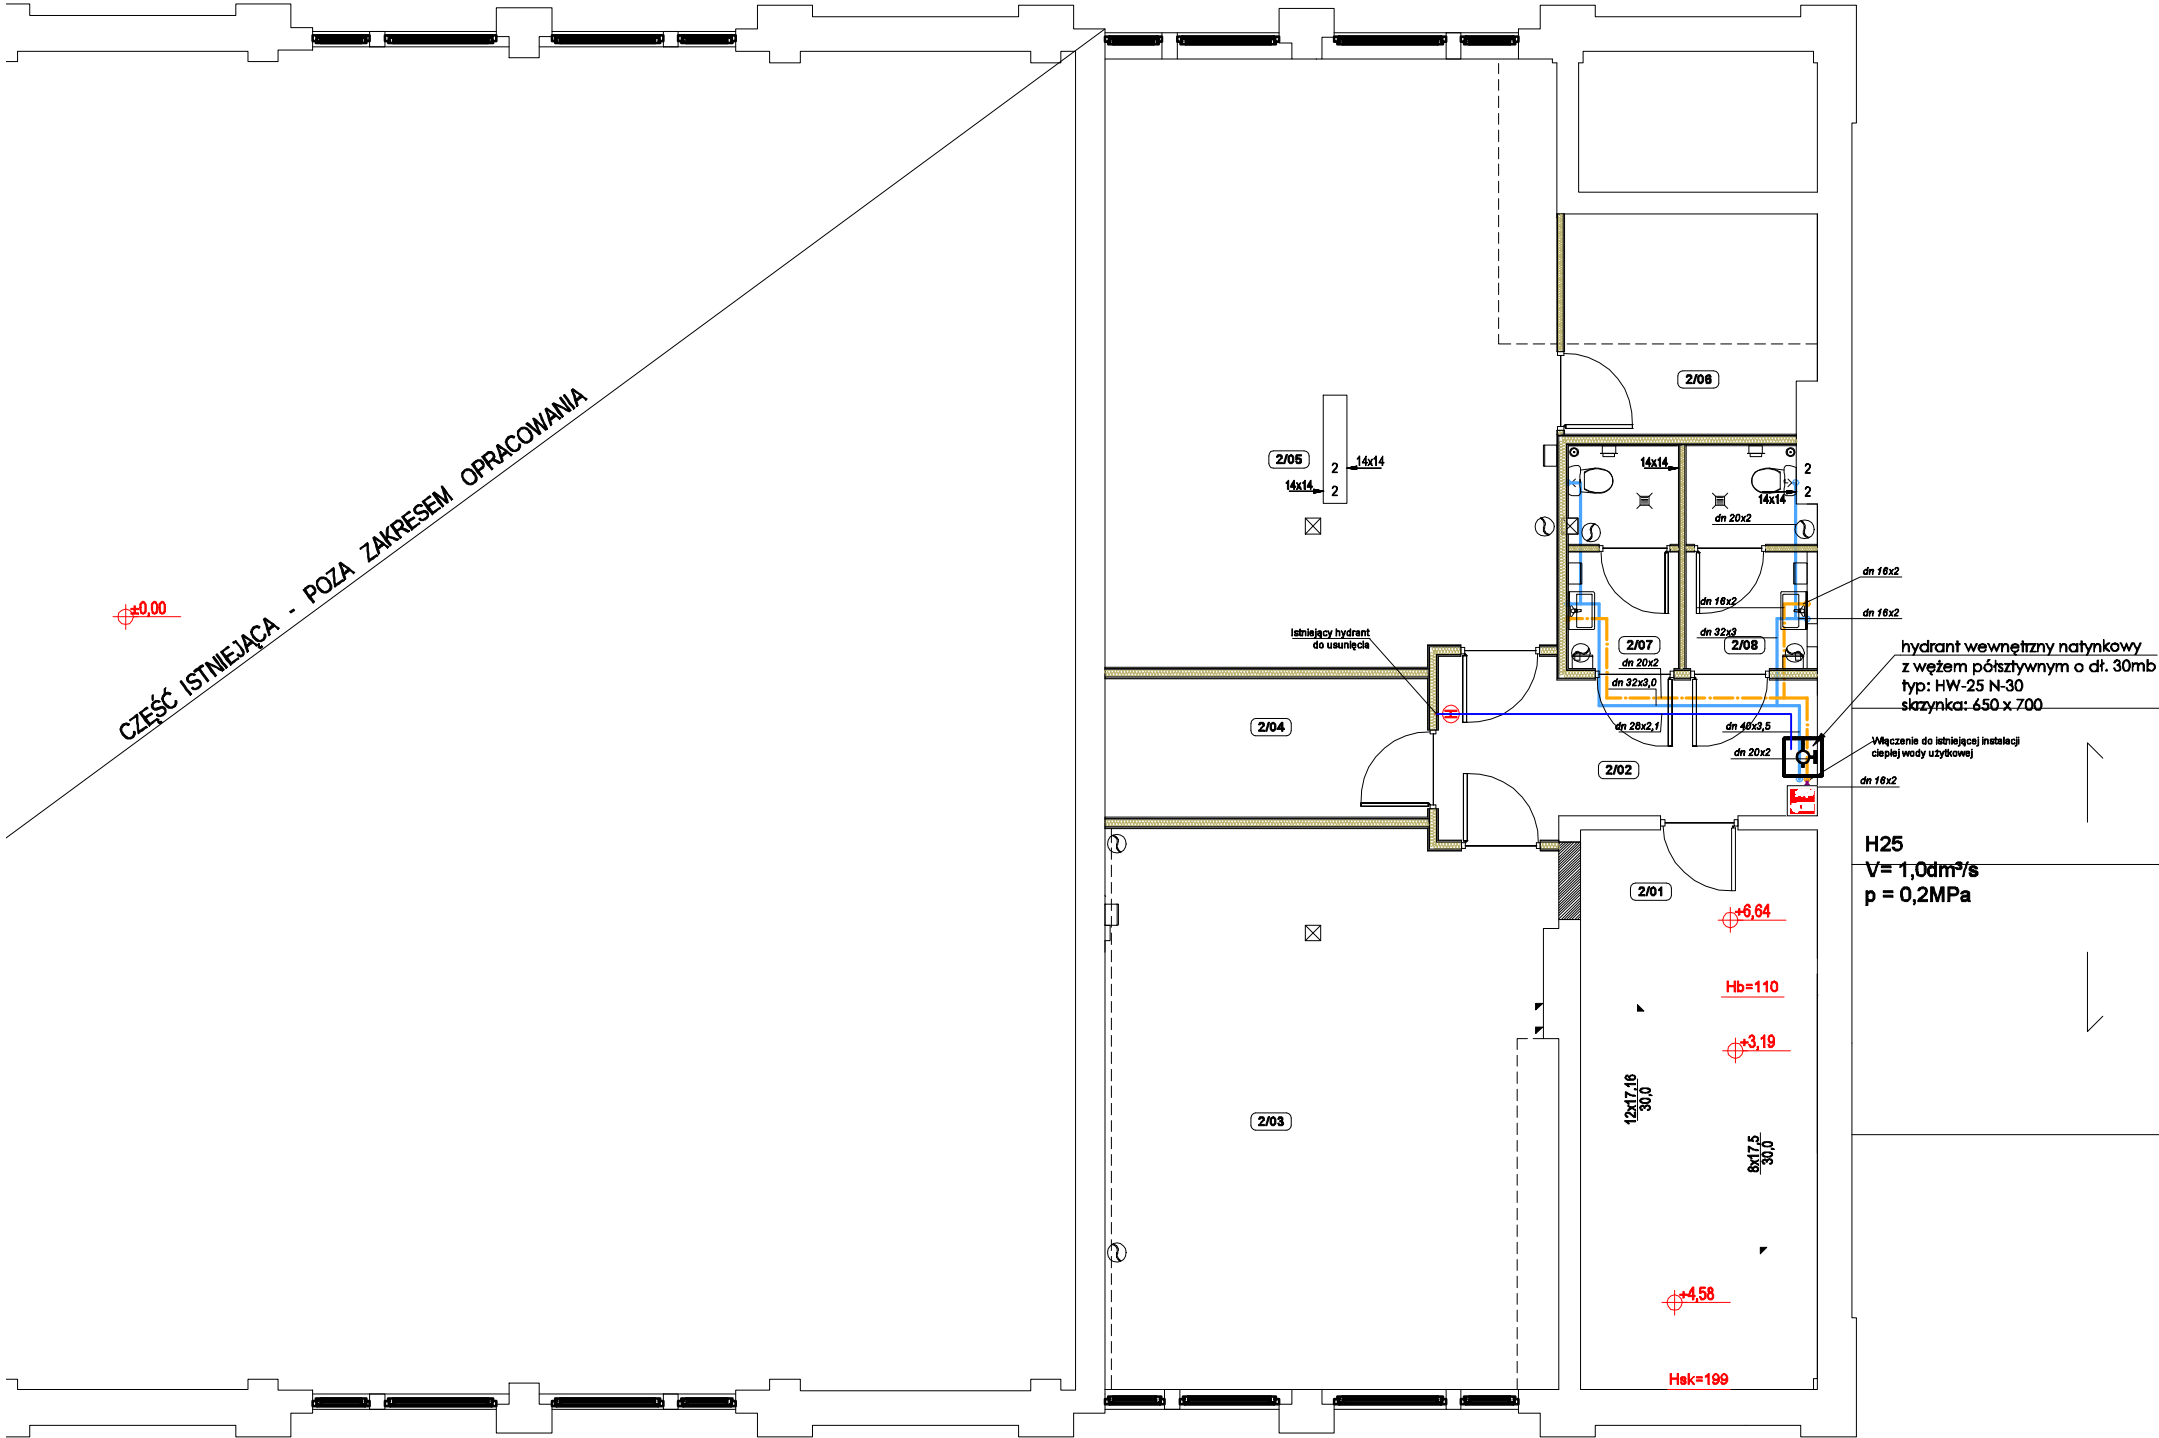 CZĘŚĆ ISTNIEJĄCA - POZA ZAKRESEM OPRACOWANIA
±0,00
2/06
2/05
2
14x14
14x14
2
14x14
2
14x14
2
dn 20x2
dn 16x2
dn 16x2
dn 16x2
dn 32x3
2/07
2/08
dn 20x2
dn 32x3,0
dn 28x2,1
dn 40x3,5
dn 20x2
Istniejący hydrant
do usunięcia
H
2/04
2/02
hydrant wewnętrzny natynkowy
z wężem półsztywnym o dł. 30mb
typ: HW-25 N-30
skrzynka: 650 x 700
Włączenie do istniejącej instalacji
ciepłej wody użytkowej
dn 16x2
H25
V= 1,0dm³/s
p = 0,2MPa
2/01
+6,64
Hb=110
+3,19
12x17,16
30,0
8x17,5
30,0
2/03
+4,58
Hsk=199